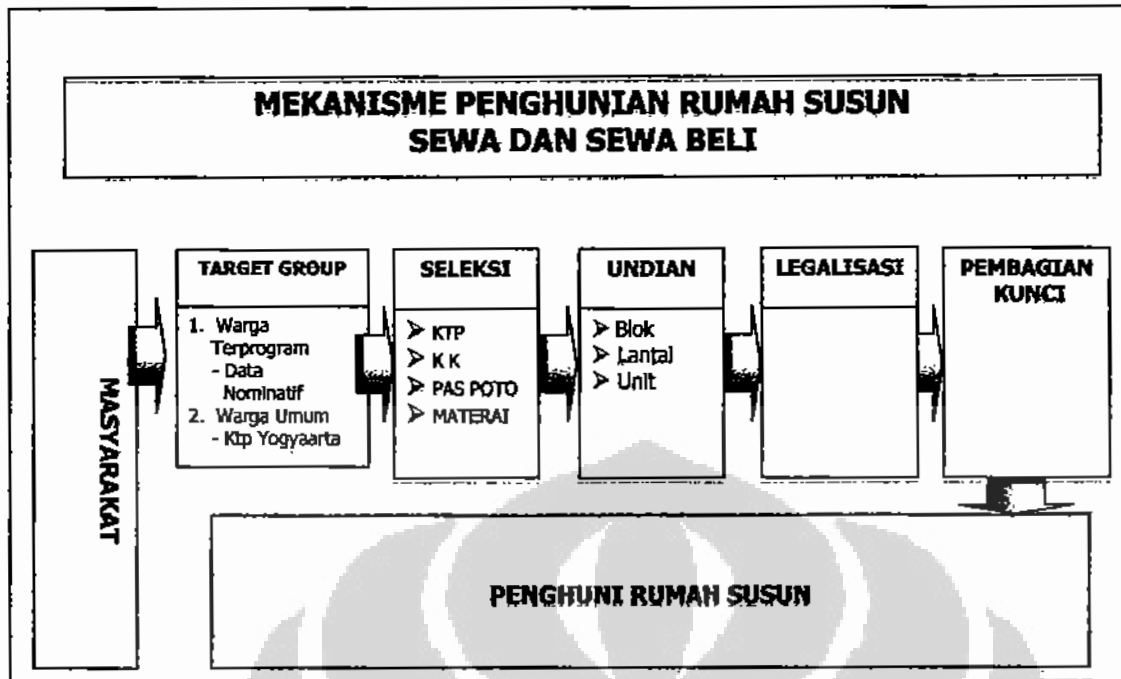 MEKANISME PENGHUNIAN RUMAH SUSUN
SEWA DAN SEWA BELI
MASYARAKAT
TARGET GROUP
1. Warga
Terprogram
- Data
Nominatif
2. Warga Umum
- Ktp Yogyaarta
SELEKSI
➢ KTP
➢ K K
➢ PAS POTO
➢ MATERAI
UNDIAN
➢ Blok
➢ Lantai
➢ Unit
LEGALISASI
PEMBAGIAN
KUNCI
PENGHUNI RUMAH SUSUN